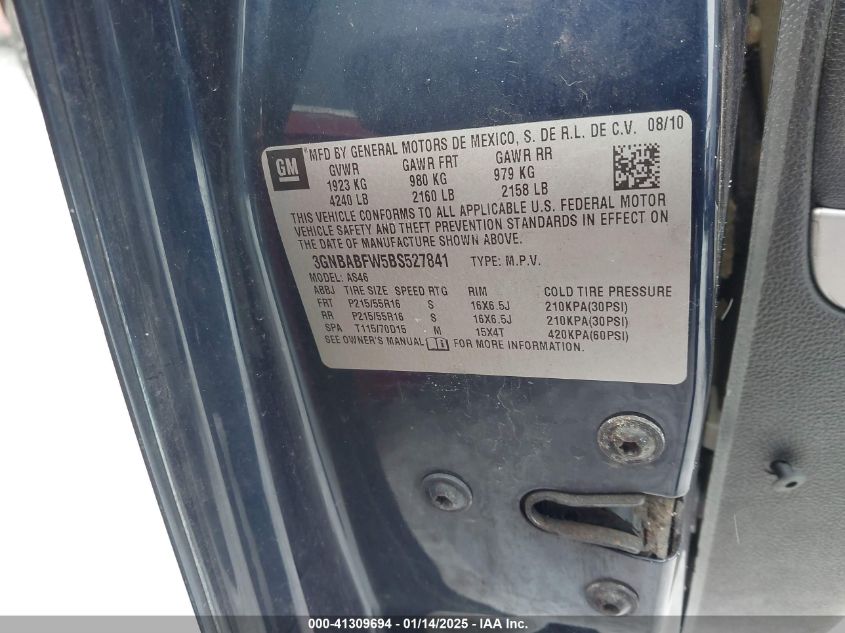 GM
®MFD BY GENERAL MOTORS DE MEXICO, S. DE R.L. DE C.V. 08/10
GVWR GAWR FRT GAWR RR
1923 KG 980 KG 979 KG
4240 LB 2160 LB 2158 LB
THIS VEHICLE CONFORMS TO ALL APPLICABLE U.S. FEDERAL MOTOR
VEHICLE SAFETY AND THEFT PREVENTION STANDARDS IN EFFECT ON
THE DATE OF MANUFACTURE SHOWN ABOVE.
3GNBABFW5BS527841 TYPE: M.P.V.
MODEL: AS46
ABBJ TIRE SIZE SPEED RTG RIM COLD TIRE PRESSURE
FRT P215/55R16 S 16X6.5J 210KPA(30PSI)
RR P215/55R16 S 16X6.5J 210KPA(30PSI)
SPA T115/70D15 M 15X4T 420KPA(60PSI)
SEE OWNER'S MANUAL FOR MORE INFORMATION.
000-41309694 - 01/14/2025 - IAA Inc.